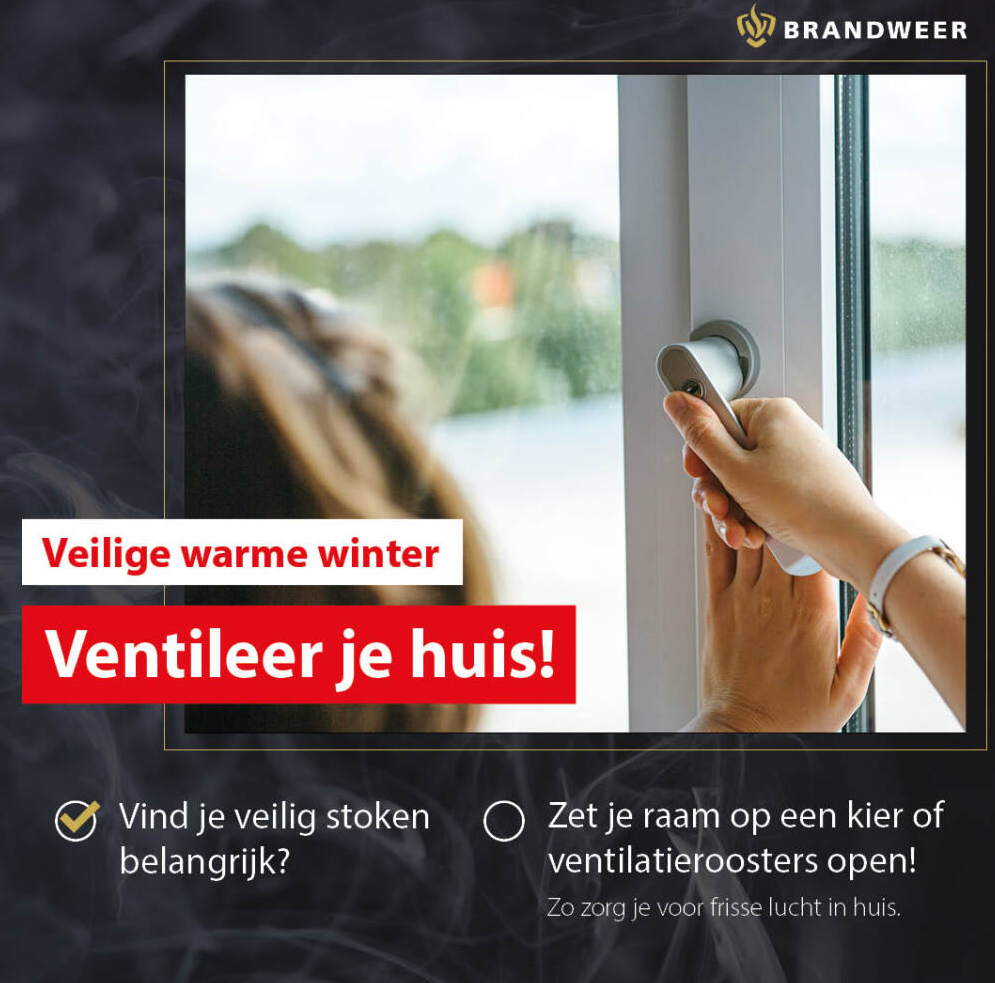 BRANDWEER
Veilige warme winter
Ventileer je huis!
Vind je veilig stoken
belangrijk?
Zet je raam op een kier of
ventilatieroosters open!
Zo zorg je voor frisse lucht in huis.